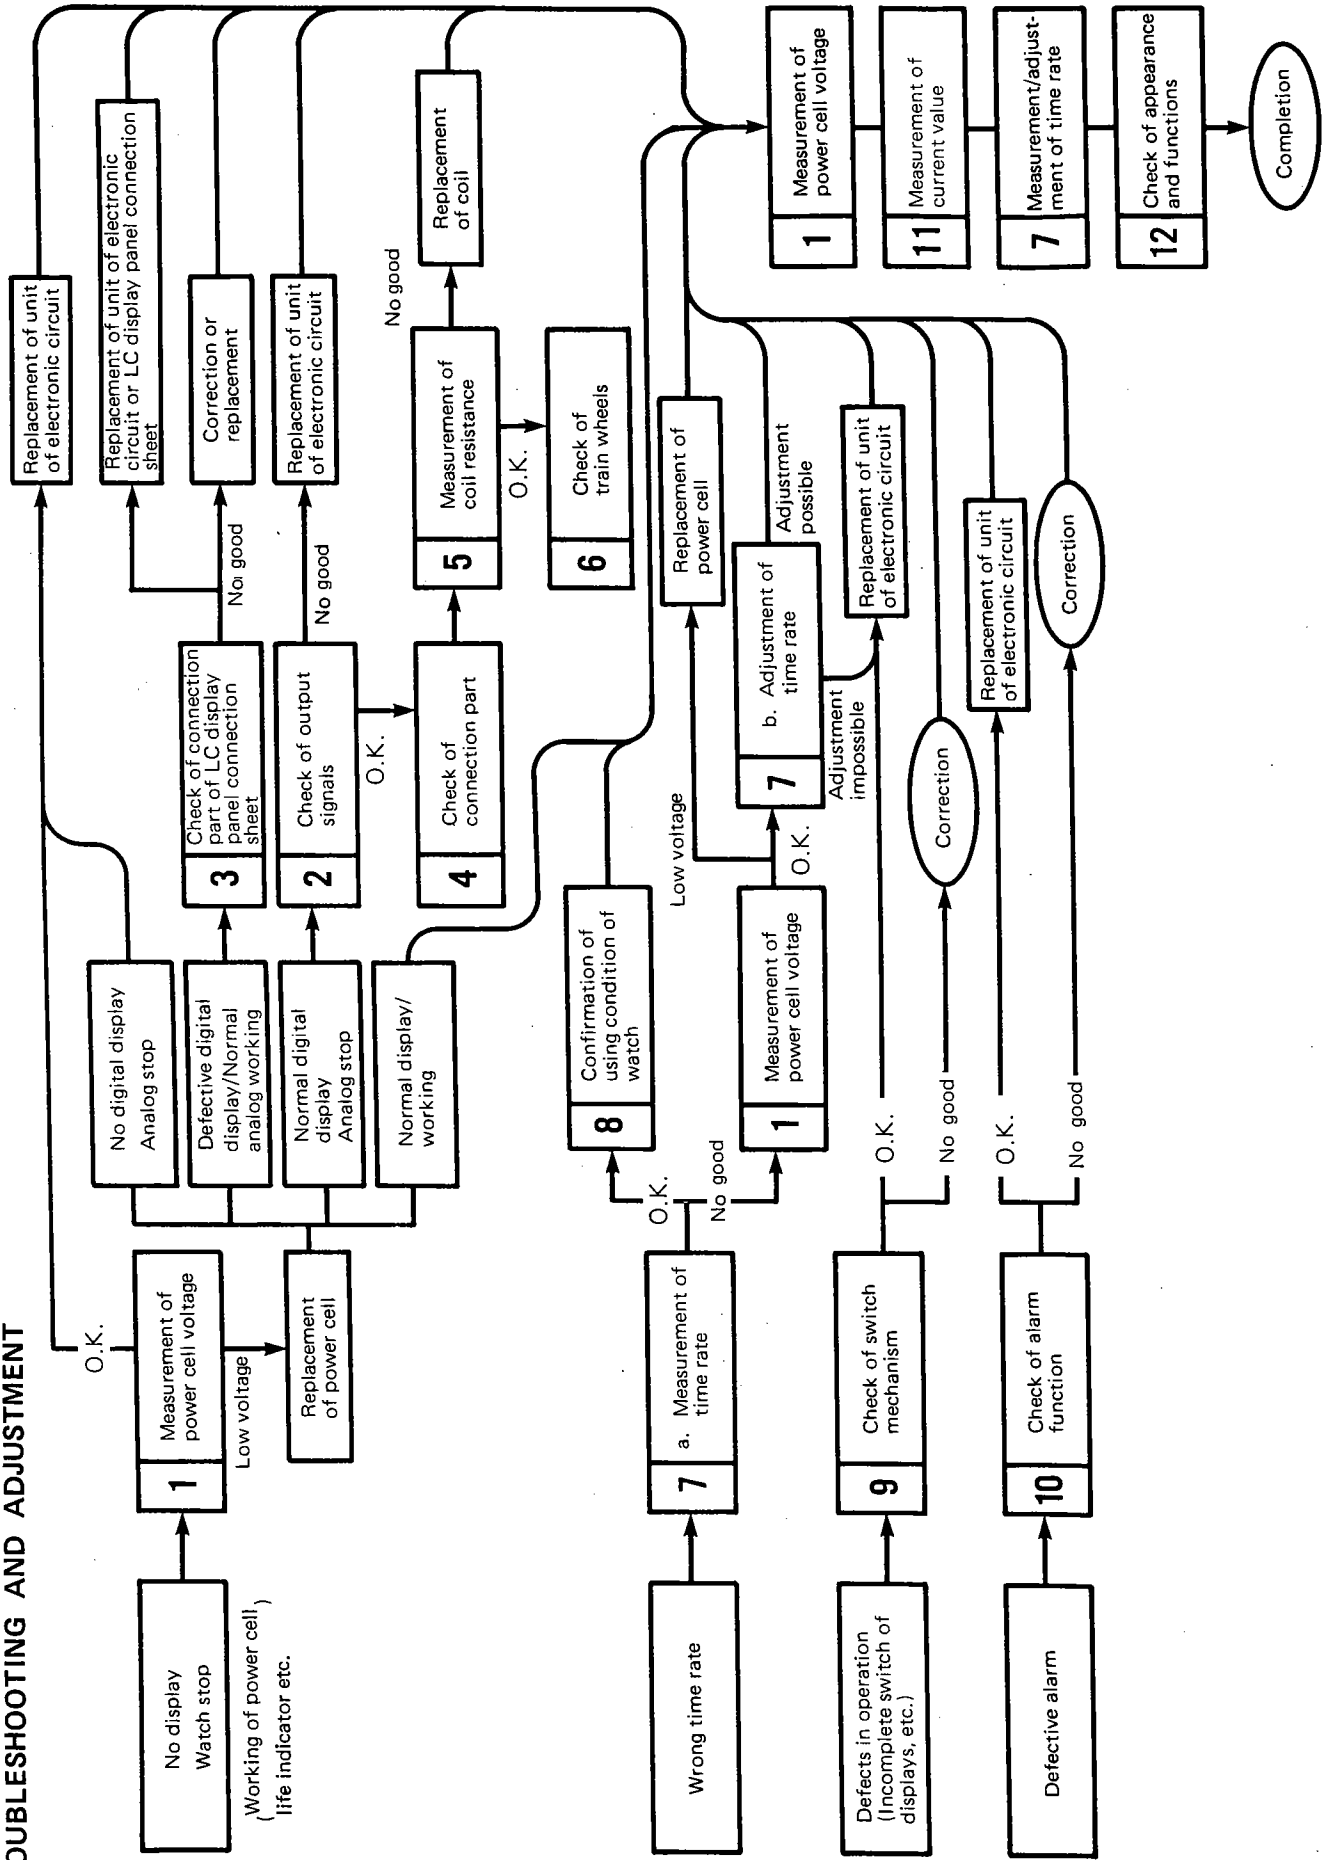 OUBLESHOOTING AND ADJUSTMENT
No display
Watch stop
(Working of power cell)
life indicator etc.
1
Measurement of
power cell voltage
O.K.
Low voltage
Replacement
of power cell
No digital display
Analog stop
Defective digital
display/Normal
analog working
Normal digital
display
Analog stop
Normal display/
working
3
Check of connection
part of LC display
panel connection
sheet
No good
2
Check of output
signals
No good
O.K.
4
Check of
connection part
5
Measurement of
coil resistance
No good
O.K.
6
Check of
train wheels
Replacement of unit
of electronic circuit
Replacement of unit of electronic
circuit or LC display panel connection
sheet
Correction or
replacement
Replacement of unit
of electronic circuit
Replacement
of coil
Wrong time rate
7
a. Measurement of
time rate
O.K.
No good
8
Confirmation of
using condition of
watch
1
Measurement of
power cell voltage
Low voltage
O.K.
Replacement of
power cell
7
b. Adjustment of
time rate
Adjustment
possible
Adjustment
impossible
Replacement of unit
of electronic circuit
Defects in operation
(Incomplete switch of
displays, etc.)
9
Check of switch
mechanism
O.K.
No good
Correction
Defective alarm
10
Check of alarm
function
O.K.
No good
Replacement of unit
of electronic circuit
Correction
1
Measurement of
power cell voltage
11
Measurement of
current value
7
Measurement/adjust-
ment of time rate
12
Check of appearance
and functions
Completion